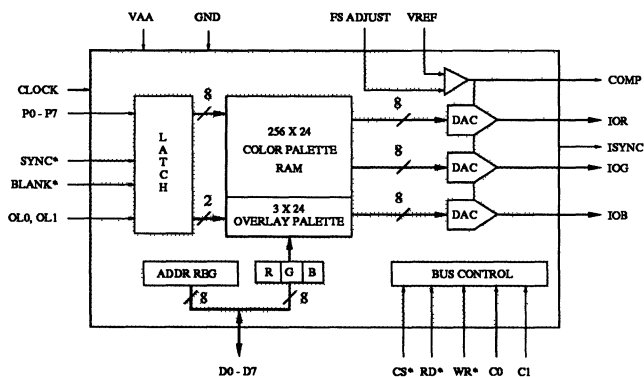 VAA
GND
FS ADJUST
VREF
CLOCK
P0 - P7
SYNC*
BLANK*
OL0, OL1
LATCH
8
2
256 X 24
COLOR PALETTE
RAM
3 X 24
OVERLAY PALETTE
8
8
8
DAC
DAC
DAC
COMP
IOR
ISYNC
IOG
IOB
ADDR REG
R G B
8
8
D0 - D7
BUS CONTROL
CS* RD* WR* C0 C1